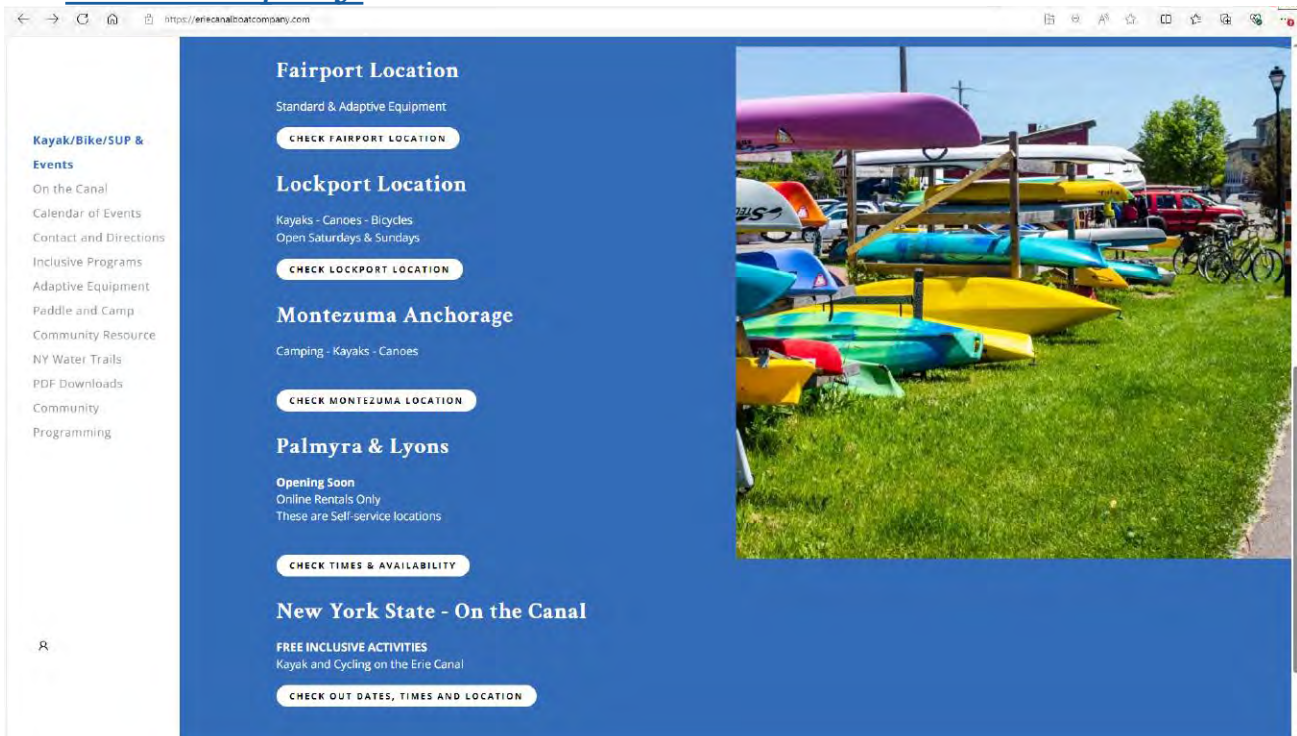 https://eriecanalboatcompany.com
Kayak/Bike/SUP &
Events
On the Canal
Calendar of Events
Contact and Directions
Inclusive Programs
Adaptive Equipment
Paddle and Camp
Community Resource
NY Water Trails
PDF Downloads
Community
Programming
Fairport Location
Standard & Adaptive Equipment
CHECK FAIRPORT LOCATION
Lockport Location
Kayaks - Canoes - Bicycles
Open Saturdays & Sundays
CHECK LOCKPORT LOCATION
Montezuma Anchorage
Camping - Kayaks - Canoes
CHECK MONTEZUMA LOCATION
Palmyra & Lyons
Opening Soon
Online Rentals Only
These are Self-service locations
CHECK TIMES & AVAILABILITY
New York State - On the Canal
FREE INCLUSIVE ACTIVITIES
Kayak and Cycling on the Erie Canal
CHECK OUT DATES, TIMES AND LOCATION